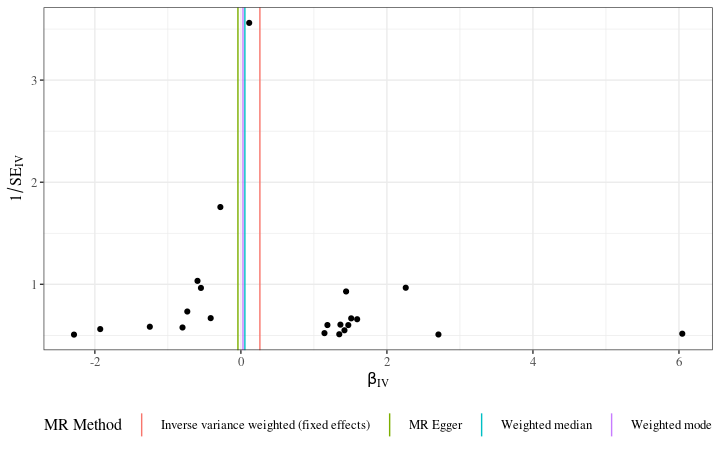 3
2
1
1/SE_IV
-2
0
2
4
6
β_IV
MR Method
Inverse variance weighted (fixed effects)
MR Egger
Weighted median
Weighted mode